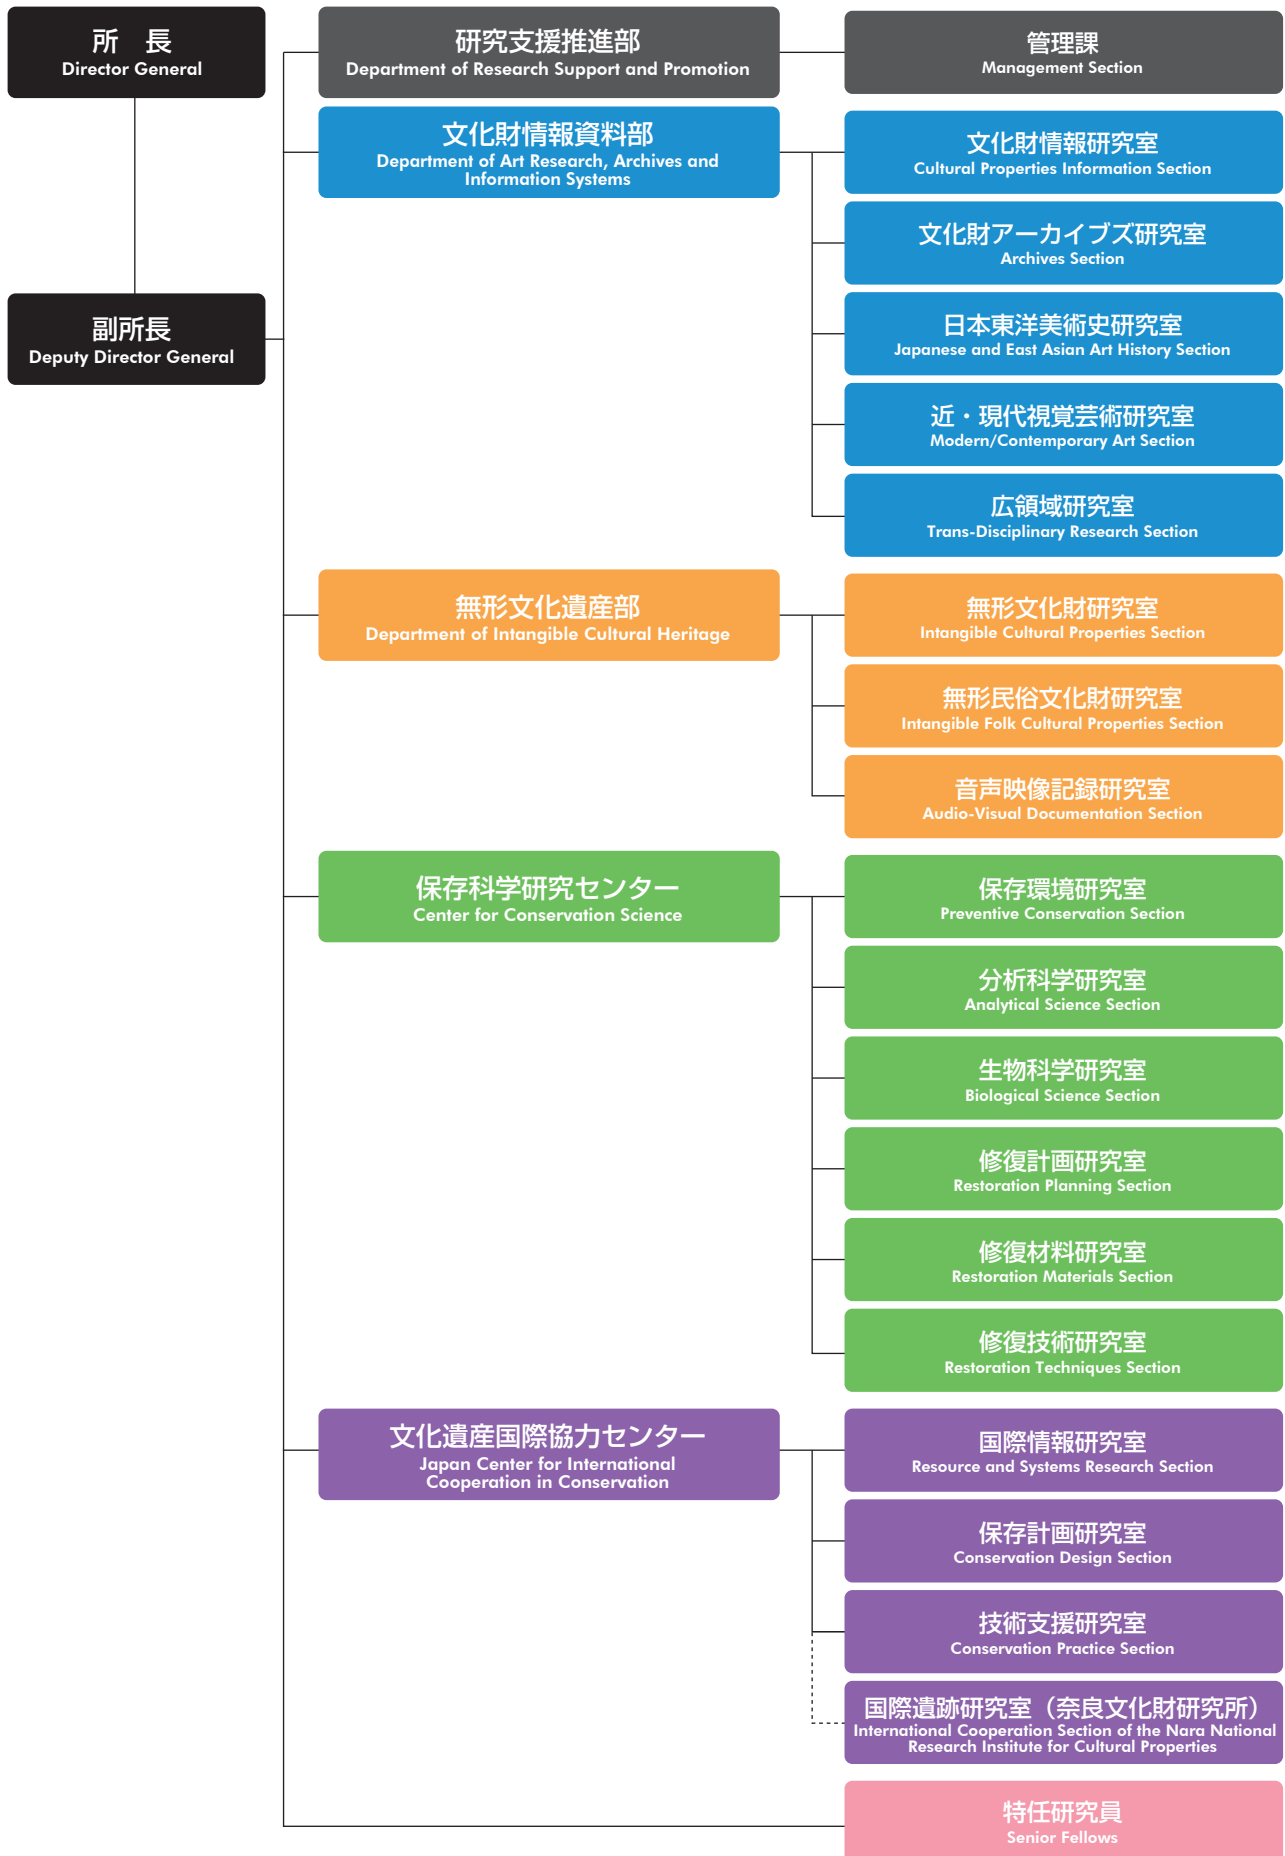 所　長
Director General
副所長
Deputy Director General
研究支援推進部
Department of Research Support and Promotion
管理課
Management Section
文化財情報資料部
Department of Art Research, Archives and
Information Systems
文化財情報研究室
Cultural Properties Information Section
文化財アーカイブズ研究室
Archives Section
日本東洋美術史研究室
Japanese and East Asian Art History Section
近・現代視覚芸術研究室
Modern/Contemporary Art Section
広領域研究室
Trans-Disciplinary Research Section
無形文化遺産部
Department of Intangible Cultural Heritage
無形文化財研究室
Intangible Cultural Properties Section
無形民俗文化財研究室
Intangible Folk Cultural Properties Section
音声映像記録研究室
Audio-Visual Documentation Section
保存科学研究センター
Center for Conservation Science
保存環境研究室
Preventive Conservation Section
分析科学研究室
Analytical Science Section
生物科学研究室
Biological Science Section
修復計画研究室
Restoration Planning Section
修復材料研究室
Restoration Materials Section
修復技術研究室
Restoration Techniques Section
文化遺産国際協力センター
Japan Center for International
Cooperation in Conservation
国際情報研究室
Resource and Systems Research Section
保存計画研究室
Conservation Design Section
技術支援研究室
Conservation Practice Section
国際遺跡研究室（奈良文化財研究所）
International Cooperation Section of the Nara National
Research Institute for Cultural Properties
特任研究員
Senior Fellows